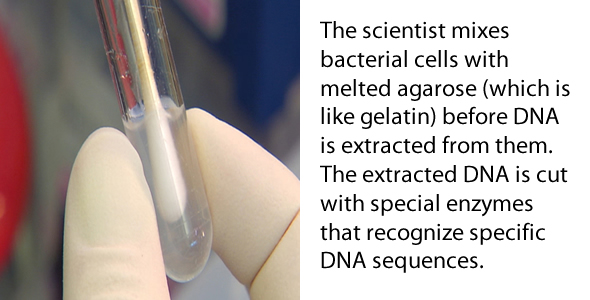 The scientist mixes
bacterial cells with
melted agarose (which is
like gelatin) before DNA
is extracted from them.
The extracted DNA is cut
with special enzymes
that recognize specific
DNA sequences.